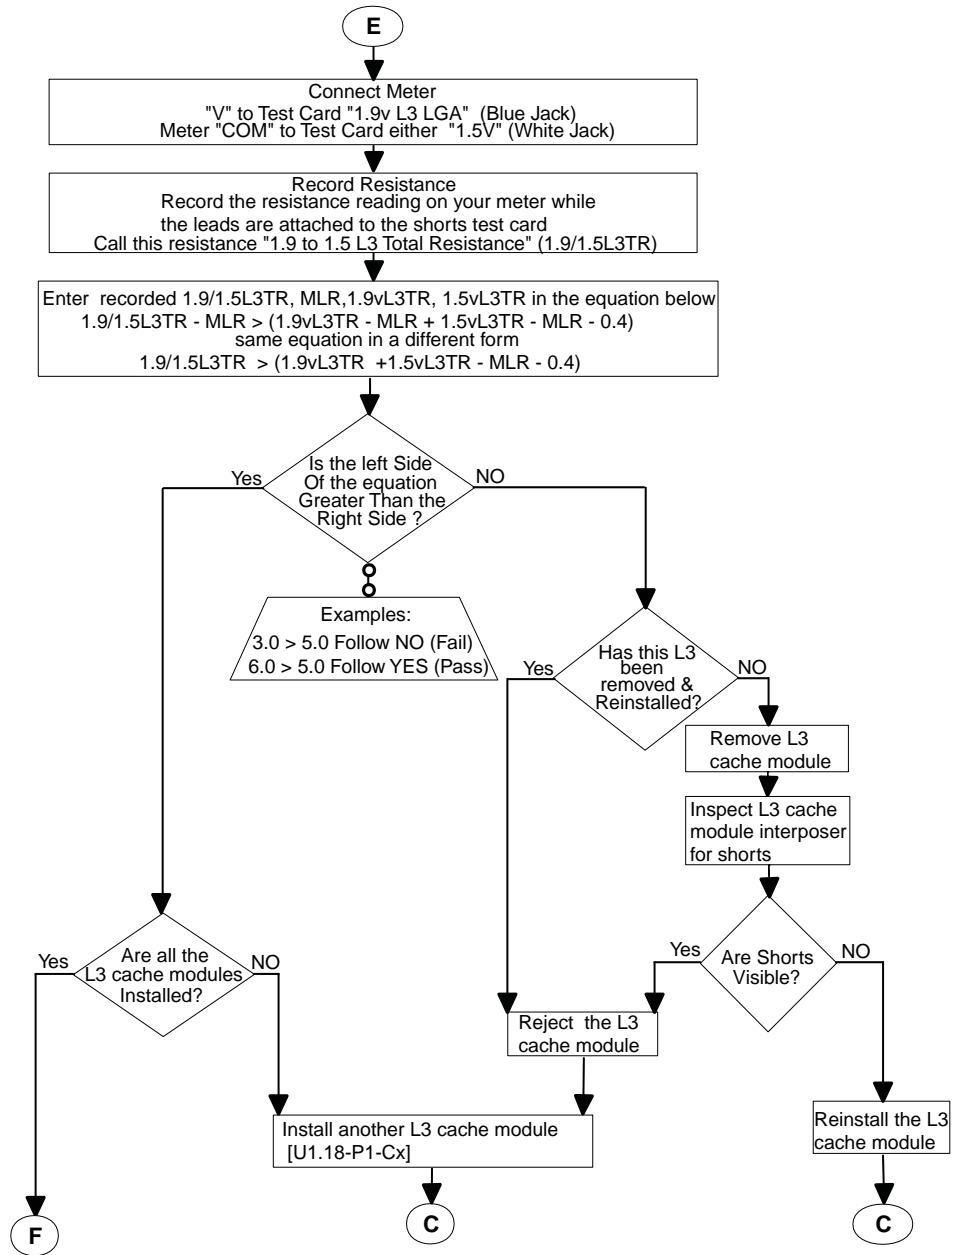 E
Connect Meter
"V" to Test Card "1.9v L3 LGA" (Blue Jack)
Meter "COM" to Test Card either "1.5V" (White Jack)
Record Resistance
Record the resistance reading on your meter while
the leads are attached to the shorts test card
Call this resistance "1.9 to 1.5 L3 Total Resistance" (1.9/1.5L3TR)
Enter recorded 1.9/1.5L3TR, MLR,1.9vL3TR, 1.5vL3TR in the equation below
1.9/1.5L3TR - MLR > (1.9vL3TR - MLR + 1.5vL3TR - MLR - 0.4)
same equation in a different form
1.9/1.5L3TR > (1.9vL3TR +1.5vL3TR - MLR - 0.4)
Yes
Is the left Side
Of the equation
Greater Than the
Right Side ?
NO
Examples:
3.0 > 5.0 Follow NO (Fail)
6.0 > 5.0 Follow YES (Pass)
Yes
Has this L3
been
removed &
Reinstalled?
NO
Remove L3
cache module
Inspect L3 cache
module interposer
for shorts
Yes
Are all the
L3 cache modules
Installed?
NO
Yes
Are Shorts
Visible?
NO
Reject the L3
cache module
Install another L3 cache module
[U1.18-P1-Cx]
Reinstall the L3
cache module
F
C
C